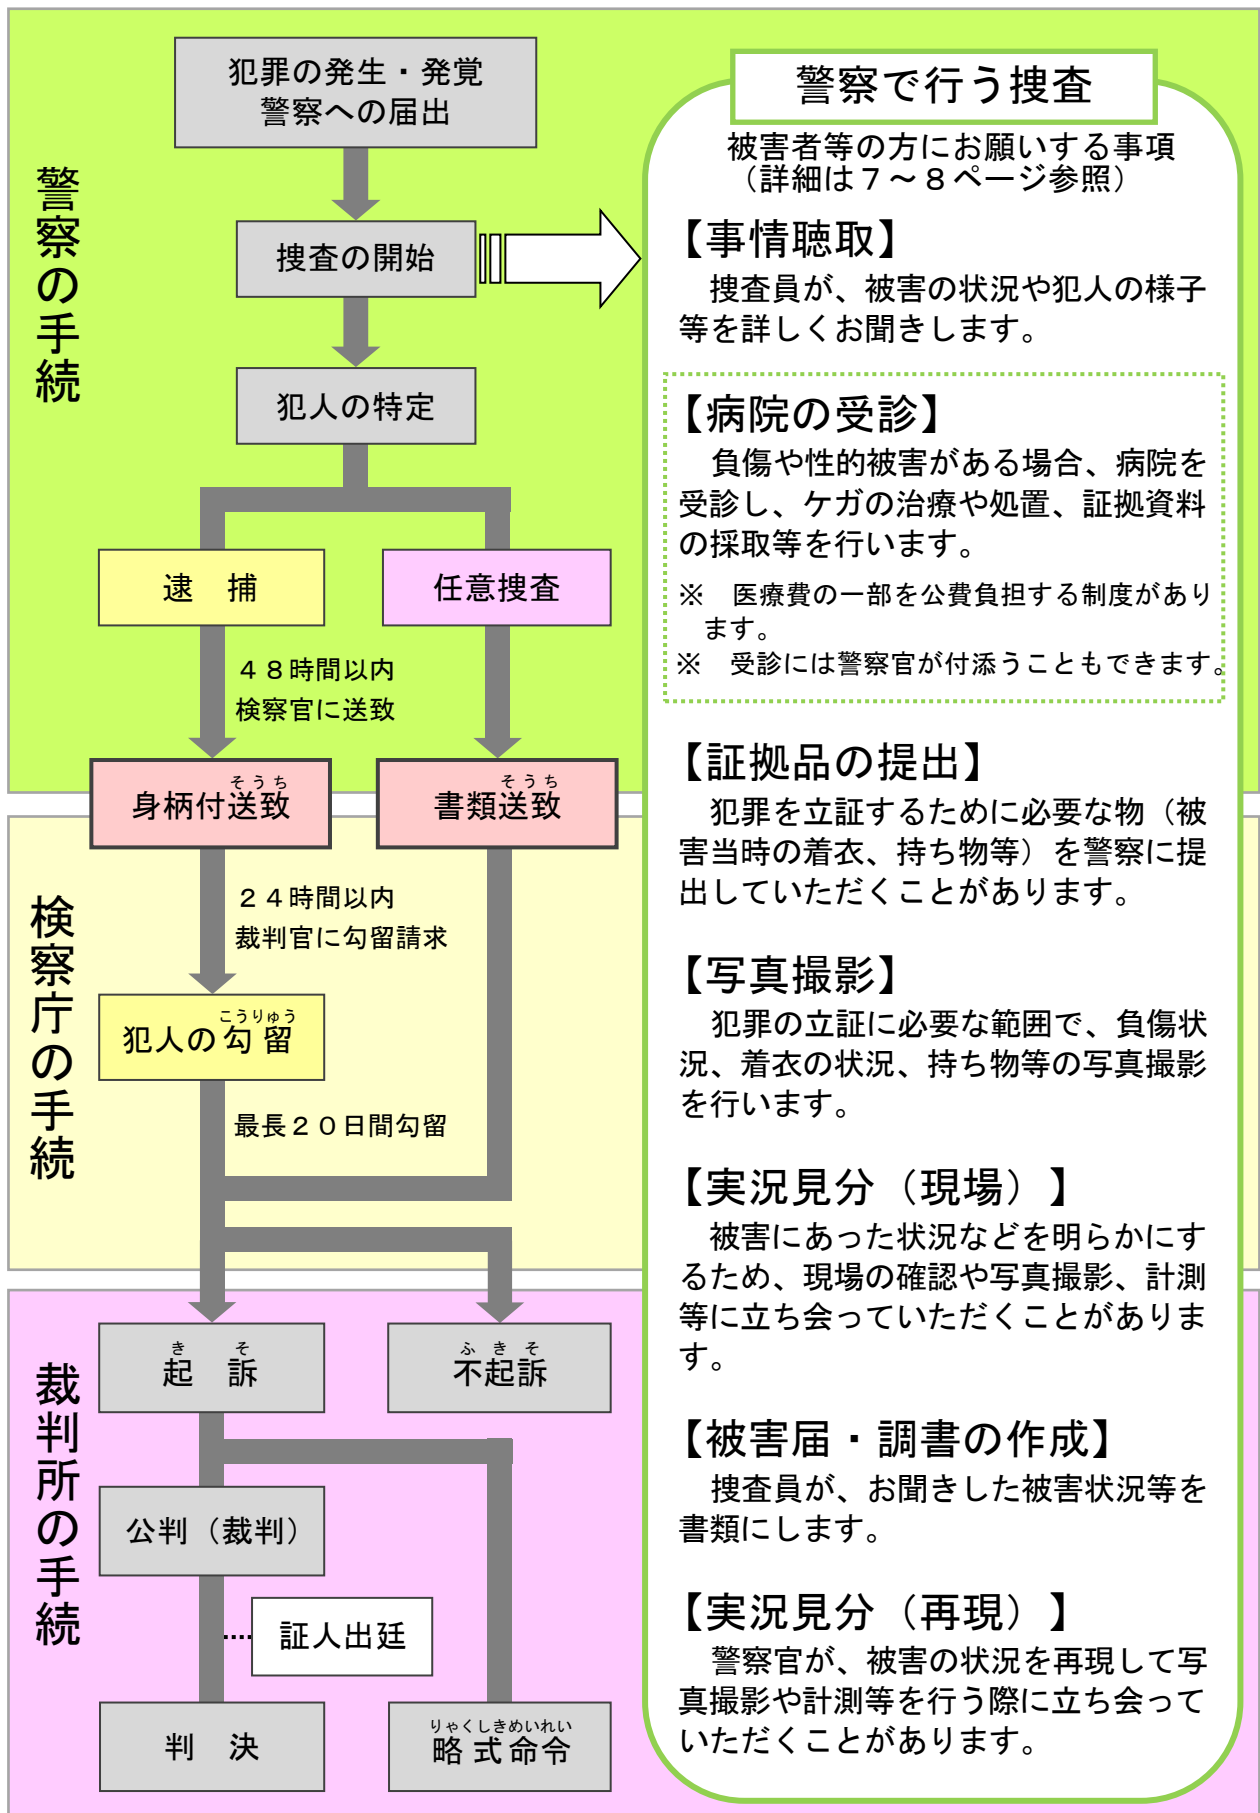 警察の手続
犯罪の発生・発覚
警察への届出
捜査の開始
犯人の特定
逮　捕
任意捜査
４８時間以内
検察官に送致
そうち
身柄付送致
そうち
書類送致
検察庁の手続
２４時間以内
裁判官に勾留請求
こうりゅう
犯人の勾留
最長２０日間勾留
裁判所の手続
き　そ
起　訴
ふきそ
不起訴
公判（裁判）
証人出廷
判　決
りゃくしきめいれい
略式命令
警察で行う捜査
被害者等の方にお願いする事項
（詳細は７～８ページ参照）
【事情聴取】
捜査員が、被害の状況や犯人の様子
等を詳しくお聞きします。
【病院の受診】
負傷や性的被害がある場合、病院を
受診し、ケガの治療や処置、証拠資料
の採取等を行います。
※　医療費の一部を公費負担する制度があり
ます。
※　受診には警察官が付添うこともできます。
【証拠品の提出】
犯罪を立証するために必要な物（被
害当時の着衣、持ち物等）を警察に提
出していただくことがあります。
【写真撮影】
犯罪の立証に必要な範囲で、負傷状
況、着衣の状況、持ち物等の写真撮影
を行います。
【実況見分（現場）】
被害にあった状況などを明らかにす
るため、現場の確認や写真撮影、計測
等に立ち会っていただくことがありま
す。
【被害届・調書の作成】
捜査員が、お聞きした被害状況等を
書類にします。
【実況見分（再現）】
警察官が、被害の状況を再現して写
真撮影や計測等を行う際に立ち会って
いただくことがあります。